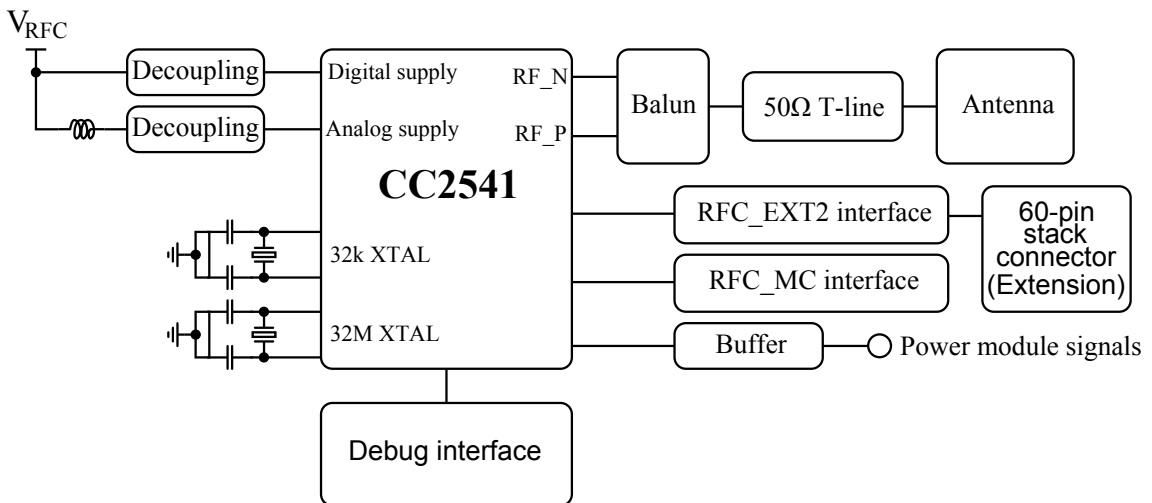 V_RFC
Decoupling
Digital supply
RF_N
Balun
50Ω T-line
Antenna
Decoupling
Analog supply
RF_P
CC2541
RFC_EXT2 interface
60-pin
stack
connector
(Extension)
32k XTAL
RFC_MC interface
32M XTAL
Buffer
Power module signals
Debug interface